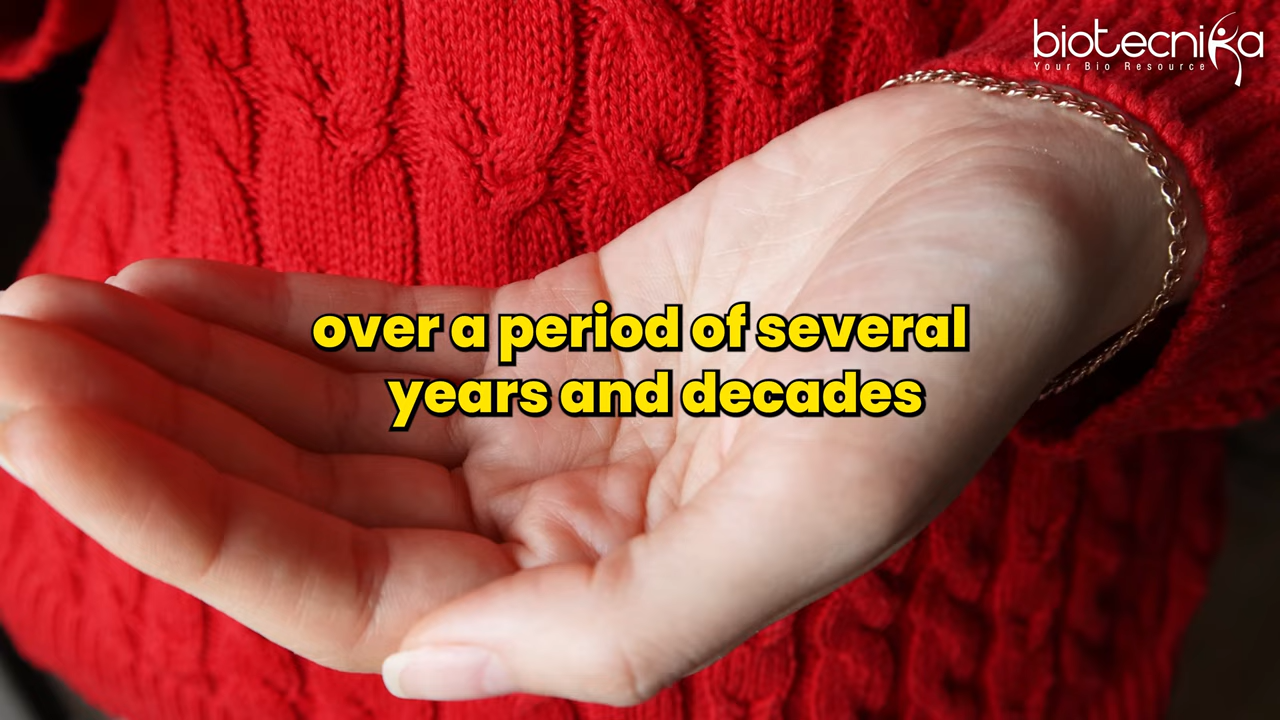 biotecnika
Your Bio Resource
over a period of several
years and decades